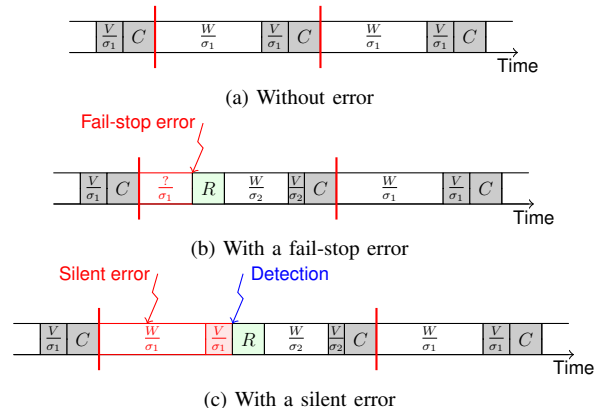 V/σ1 C W/σ1 V/σ1 C W/σ1 V/σ1 C
Time
(a) Without error
Fail-stop error
V/σ1 C ?/σ1 R W/σ2 V/σ2 C W/σ1 V/σ1 C
Time
(b) With a fail-stop error
Silent error Detection
V/σ1 C W/σ1 V/σ1 R W/σ2 V/σ2 C W/σ1 V/σ1 C
Time
(c) With a silent error